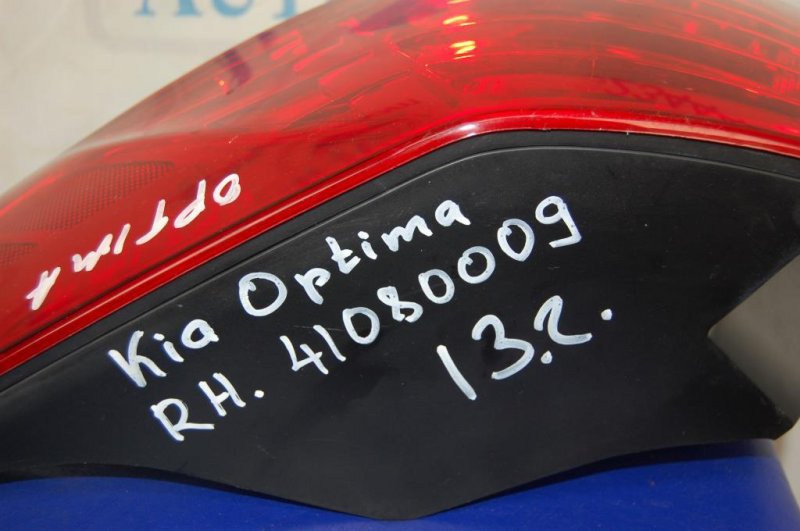 OPTIMA
Kia Optima
RH. 41080009
13г.